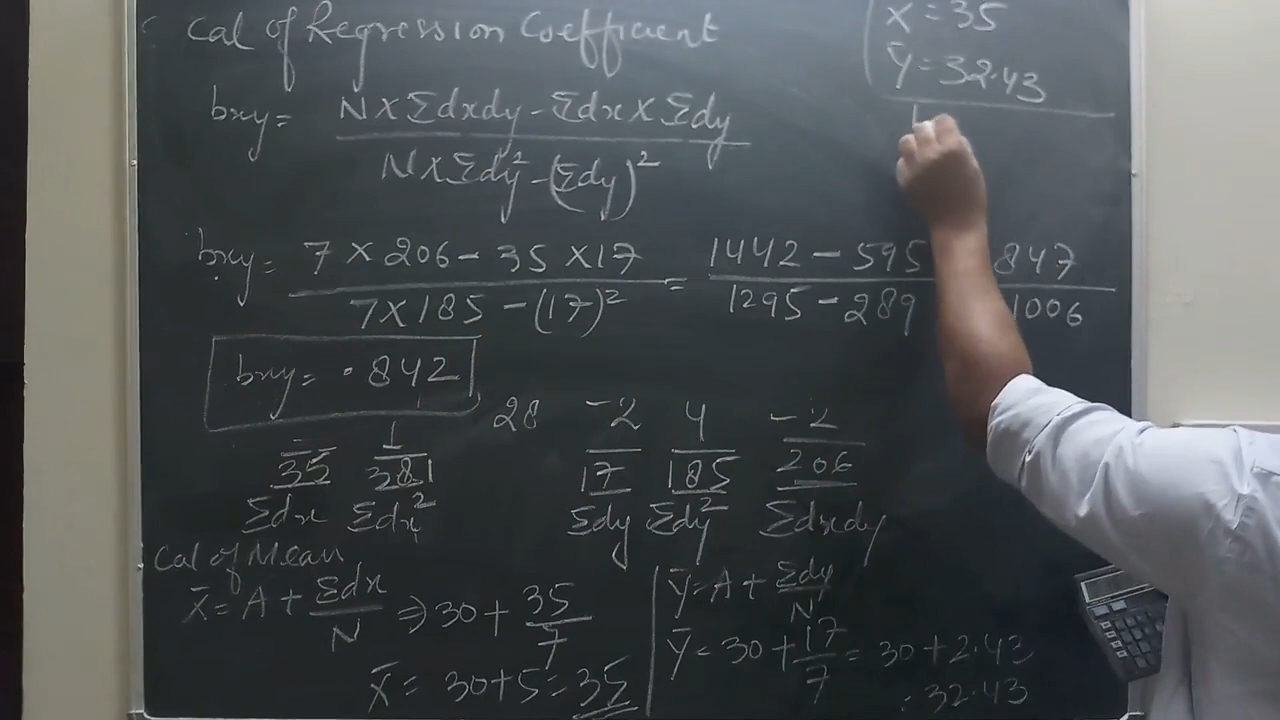 Cal of Regression Coefficient
X̄ = 35
Ȳ = 32.43
bxy = N X Σdxdy - Σdx X Σdy
N X Σdy² - (Σdy)²
bxy = 7 X 206 - 35 X 17 = 1442 - 595 847
7 X 185 - (17)² 1295 - 289 1006
bxy = .842
1 28 -2 4 -2
35 381 17 185 206
Σdx Σdx² Σdy Σdy² Σdxdy
Cal of Mean
X̄ = A + Σdx/N ⇒ 30 + 35/7
X̄ = 30 + 5 = 35
Ȳ = A + Σdy/N
Ȳ = 30 + 17/7 = 30 + 2.43
= 32.43